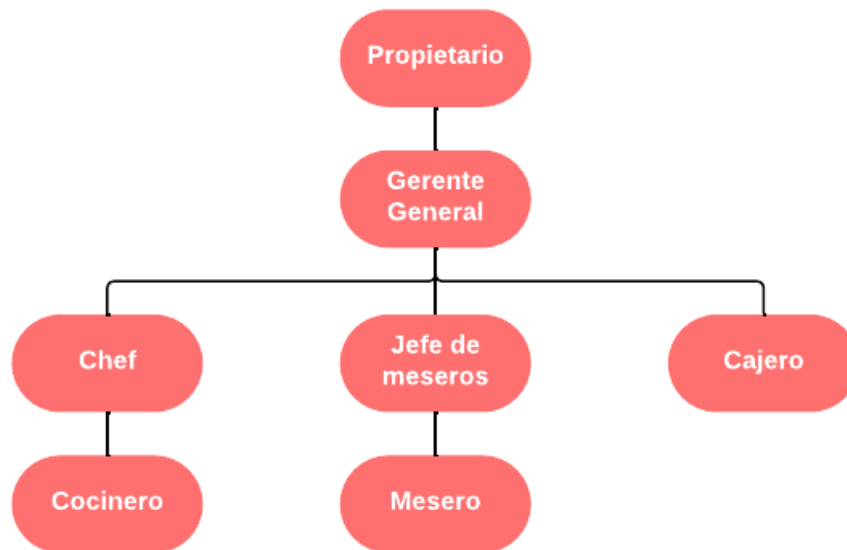 Propietario
Gerente
General
Chef
Jefe de
meseros
Cajero
Cocinero
Mesero